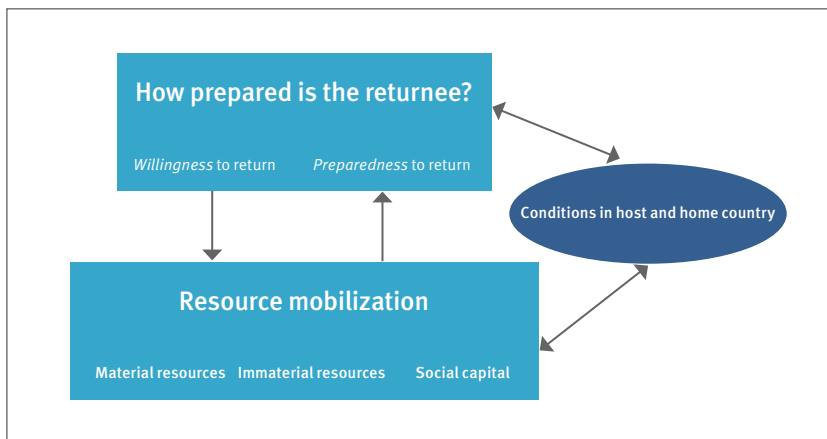 How prepared is the returnee?
Willingness to return
Preparedness to return
Conditions in host and home country
Resource mobilization
Material resources
Immaterial resources
Social capital